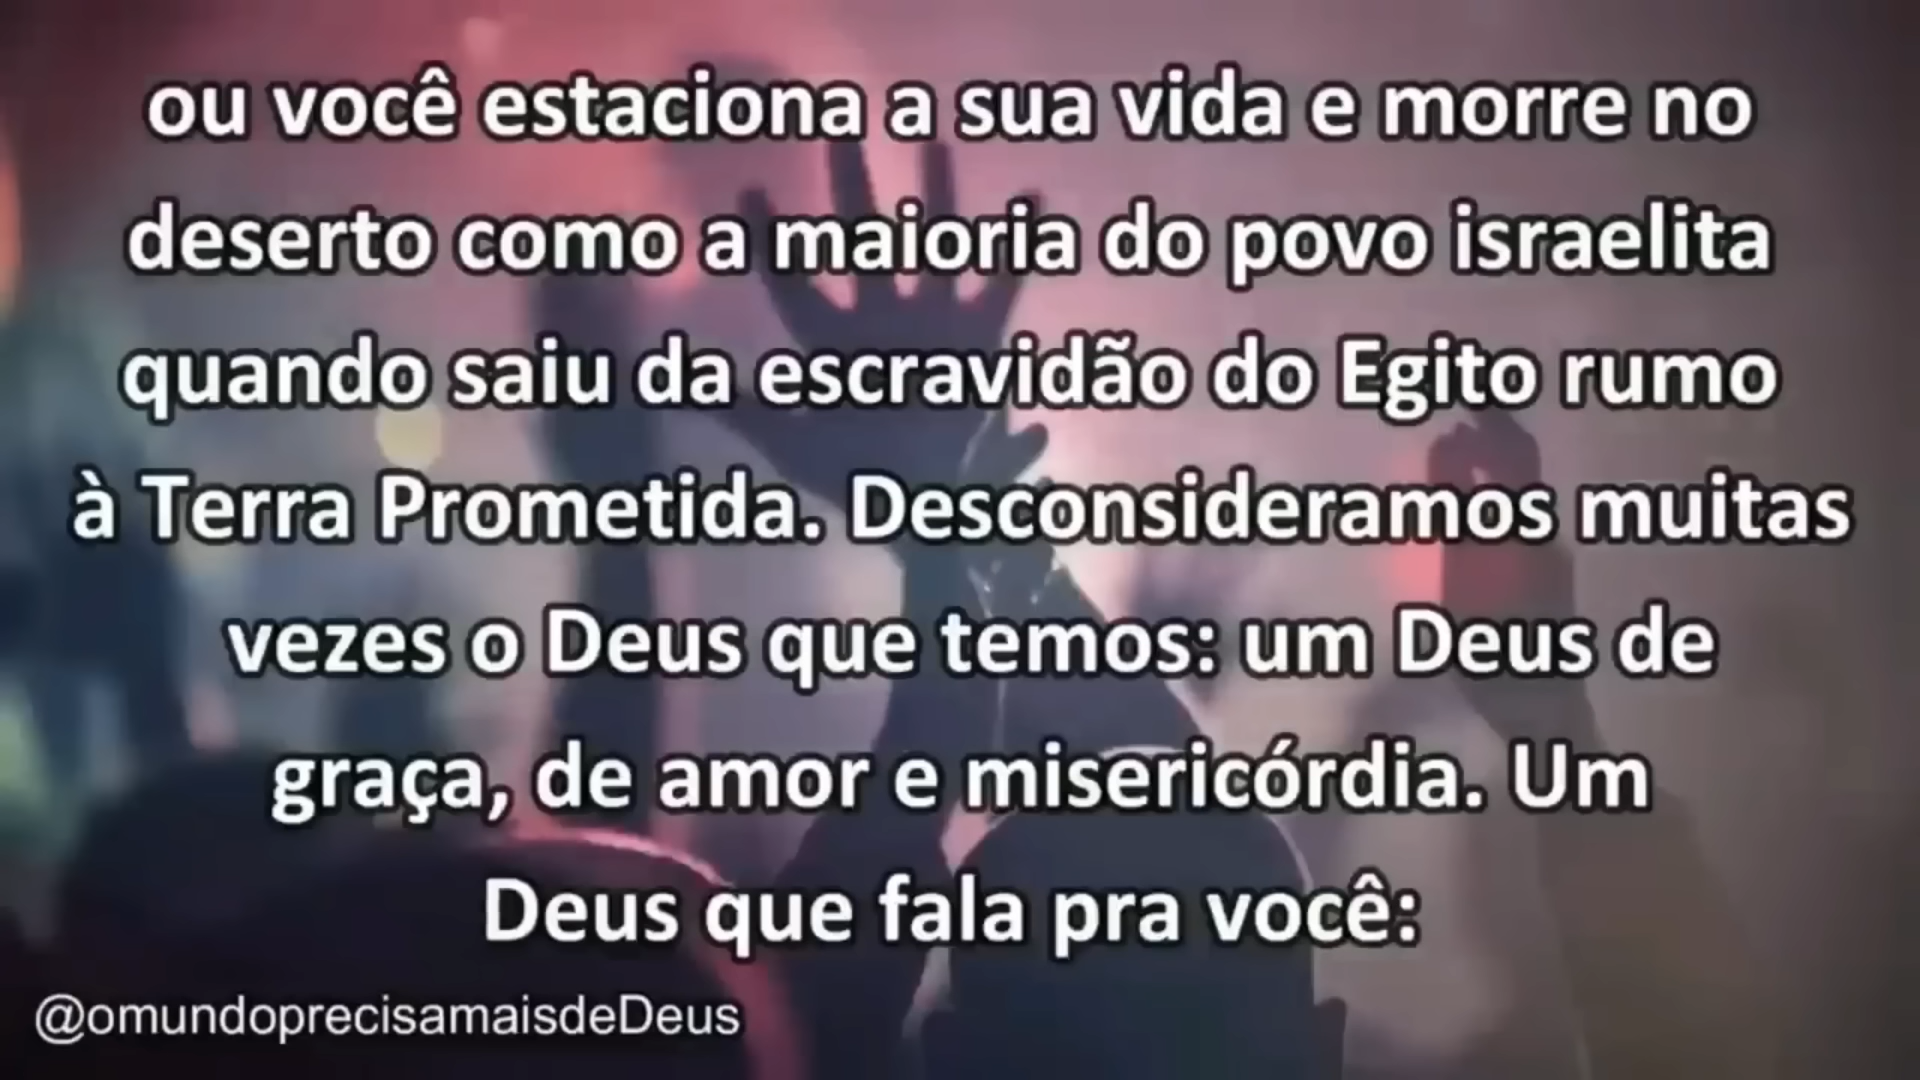 ou você estaciona a sua vida e morre no
deserto como a maioria do povo israelita
quando saiu da escravidão do Egito rumo
à Terra Prometida. Desconsideramos muitas
vezes o Deus que temos: um Deus de
graça, de amor e misericórdia. Um
Deus que fala pra você:
@omundoprecisamaisdeDeus